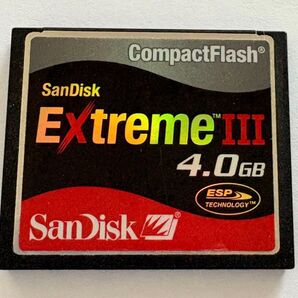 CompactFlash®
SanDisk
Extreme™ III
4.0GB
ESP
TECHNOLOGY™
SanDisk